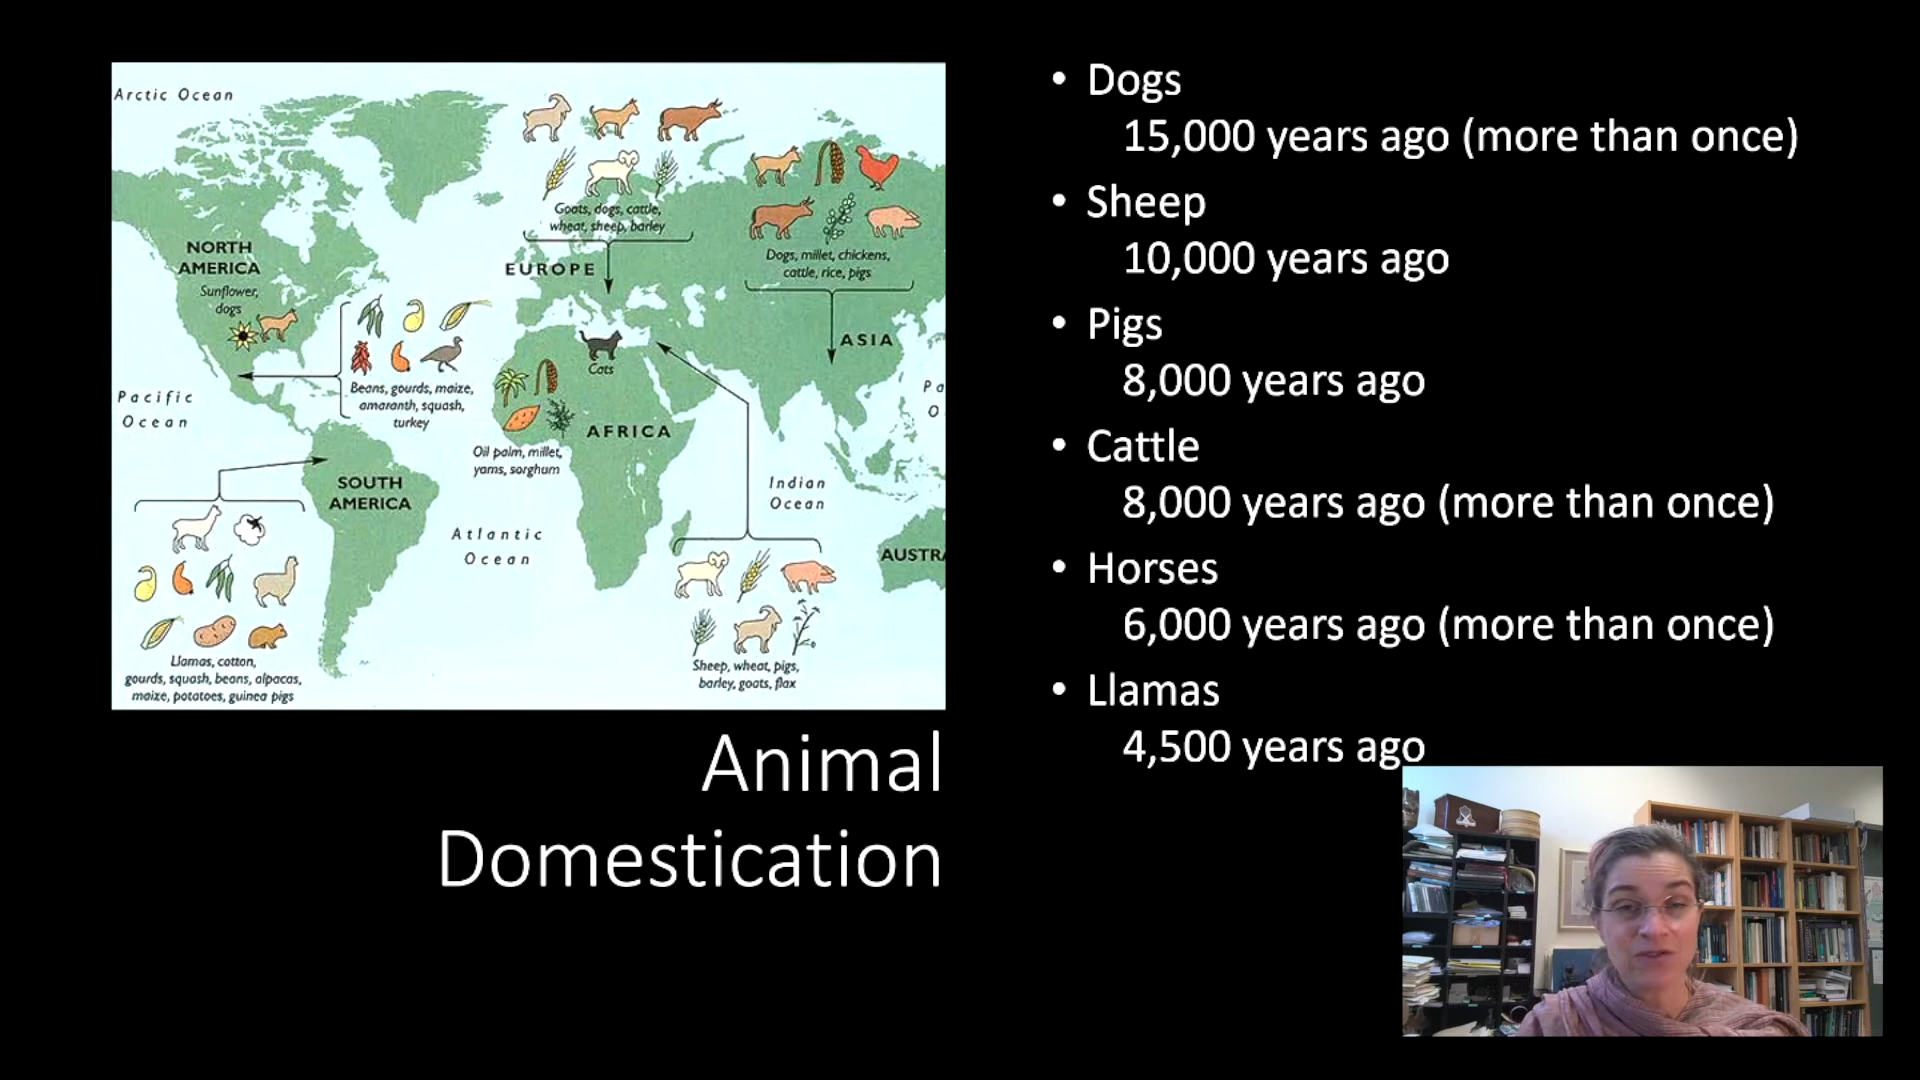 Arctic Ocean
Goats, dogs, cattle,
wheat, sheep, barley
NORTH
AMERICA
Sunflower,
dogs
EUROPE
Dogs, millet, chickens,
cattle, rice, pigs
ASIA
Cats
Beans, gourds, maize,
amaranth, squash,
turkey
Pacific
Ocean
Pa
O
AFRICA
Oil palm, millet,
yams, sorghum
SOUTH
AMERICA
Indian
Ocean
Atlantic
Ocean
AUSTRA
Llamas, cotton,
gourds, squash, beans, alpacas,
maize, potatoes, guinea pigs
Sheep, wheat, pigs,
barley, goats, flax
Animal
Domestication
• Dogs
15,000 years ago (more than once)
• Sheep
10,000 years ago
• Pigs
8,000 years ago
• Cattle
8,000 years ago (more than once)
• Horses
6,000 years ago (more than once)
• Llamas
4,500 years ago